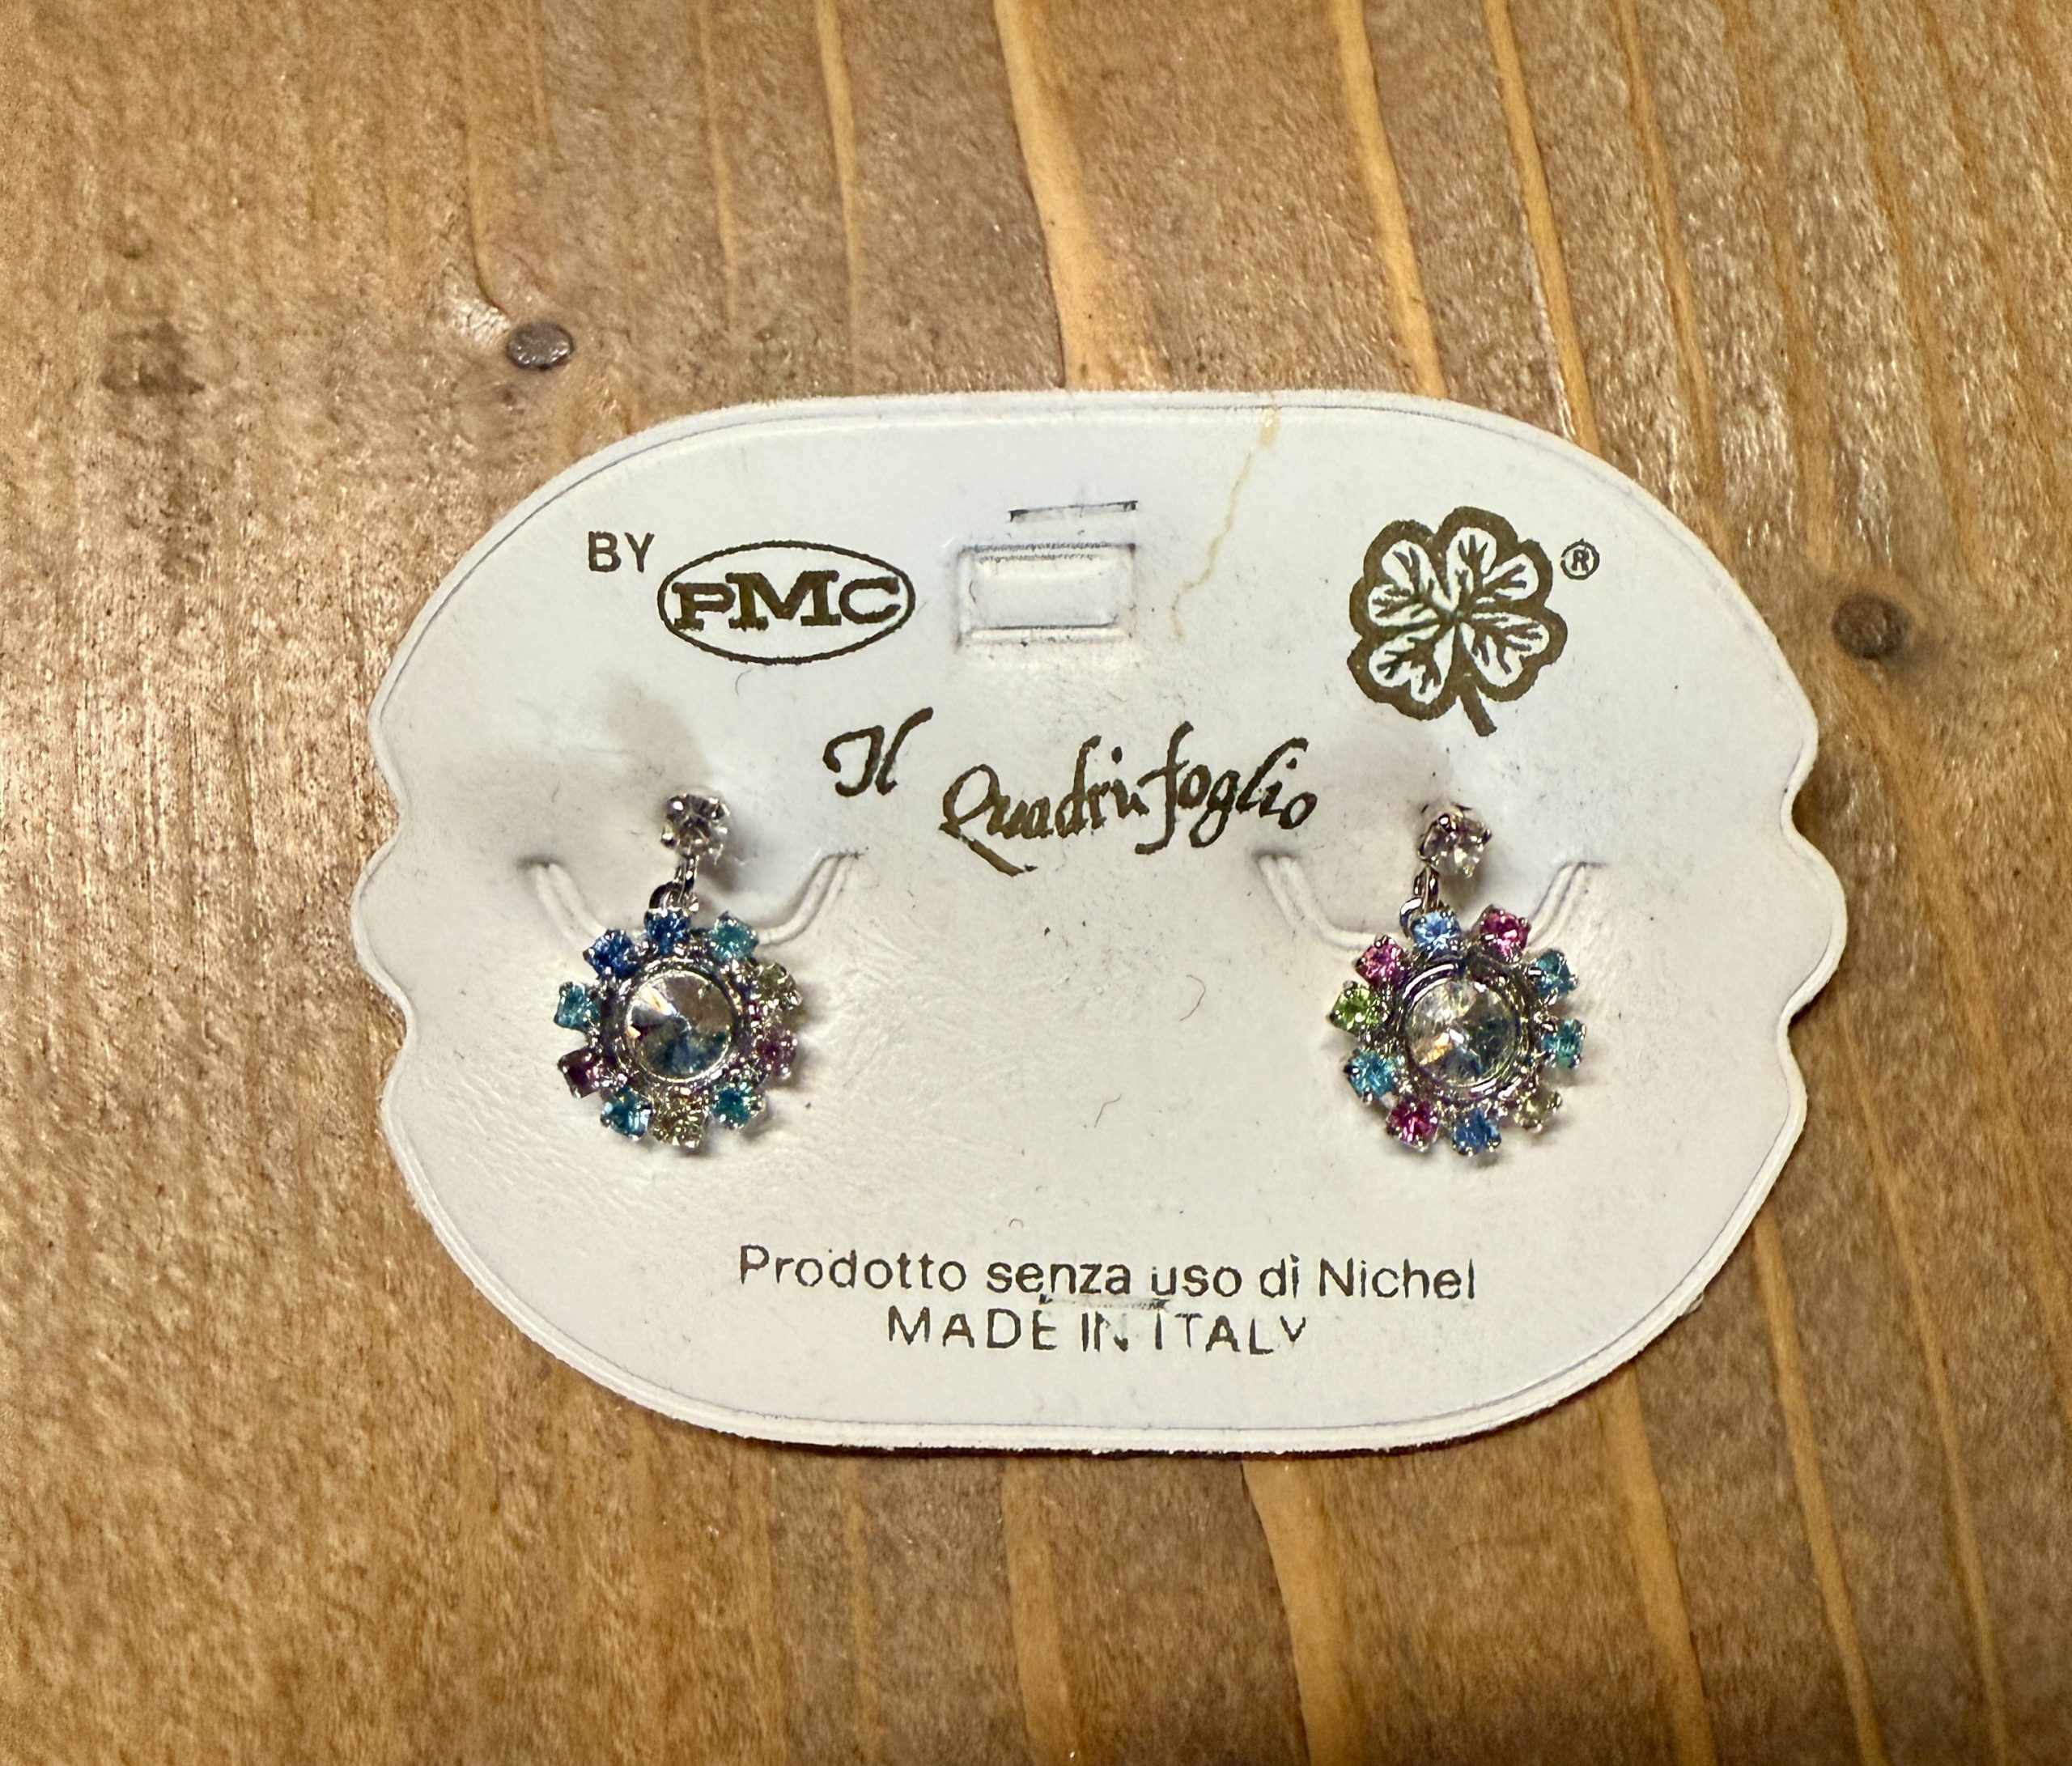 BY PMC ®
Il Quadrifoglio
Prodotto senza uso di Nichel
MADE IN ITALY